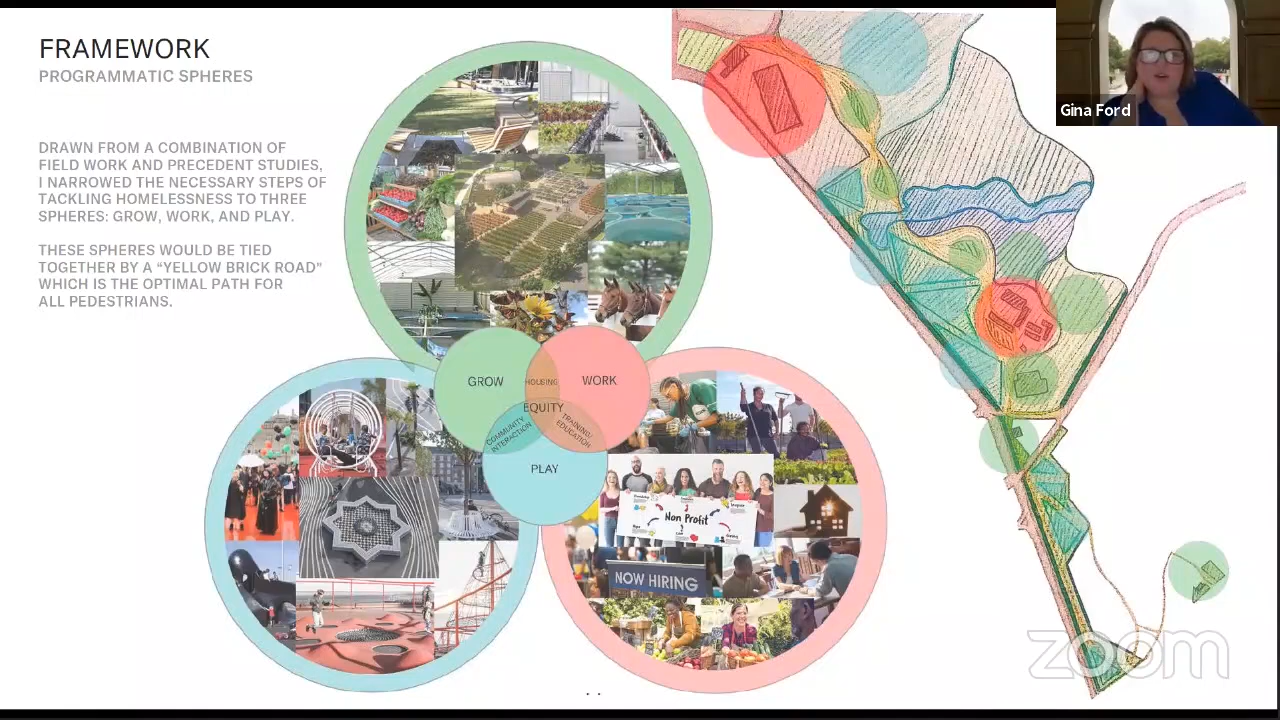 FRAMEWORK
PROGRAMMATIC SPHERES
DRAWN FROM A COMBINATION OF
FIELD WORK AND PRECEDENT STUDIES,
I NARROWED THE NECESSARY STEPS OF
TACKLING HOMELESSNESS TO THREE
SPHERES: GROW, WORK, AND PLAY.
THESE SPHERES WOULD BE TIED
TOGETHER BY A “YELLOW BRICK ROAD”
WHICH IS THE OPTIMAL PATH FOR
ALL PEDESTRIANS.
GROW
HOUSING
WORK
EQUITY
COMMUNITY
INTERACTION
TRAINING/
EDUCATION
PLAY
Non Profit
NOW HIRING
Gina Ford
zoom